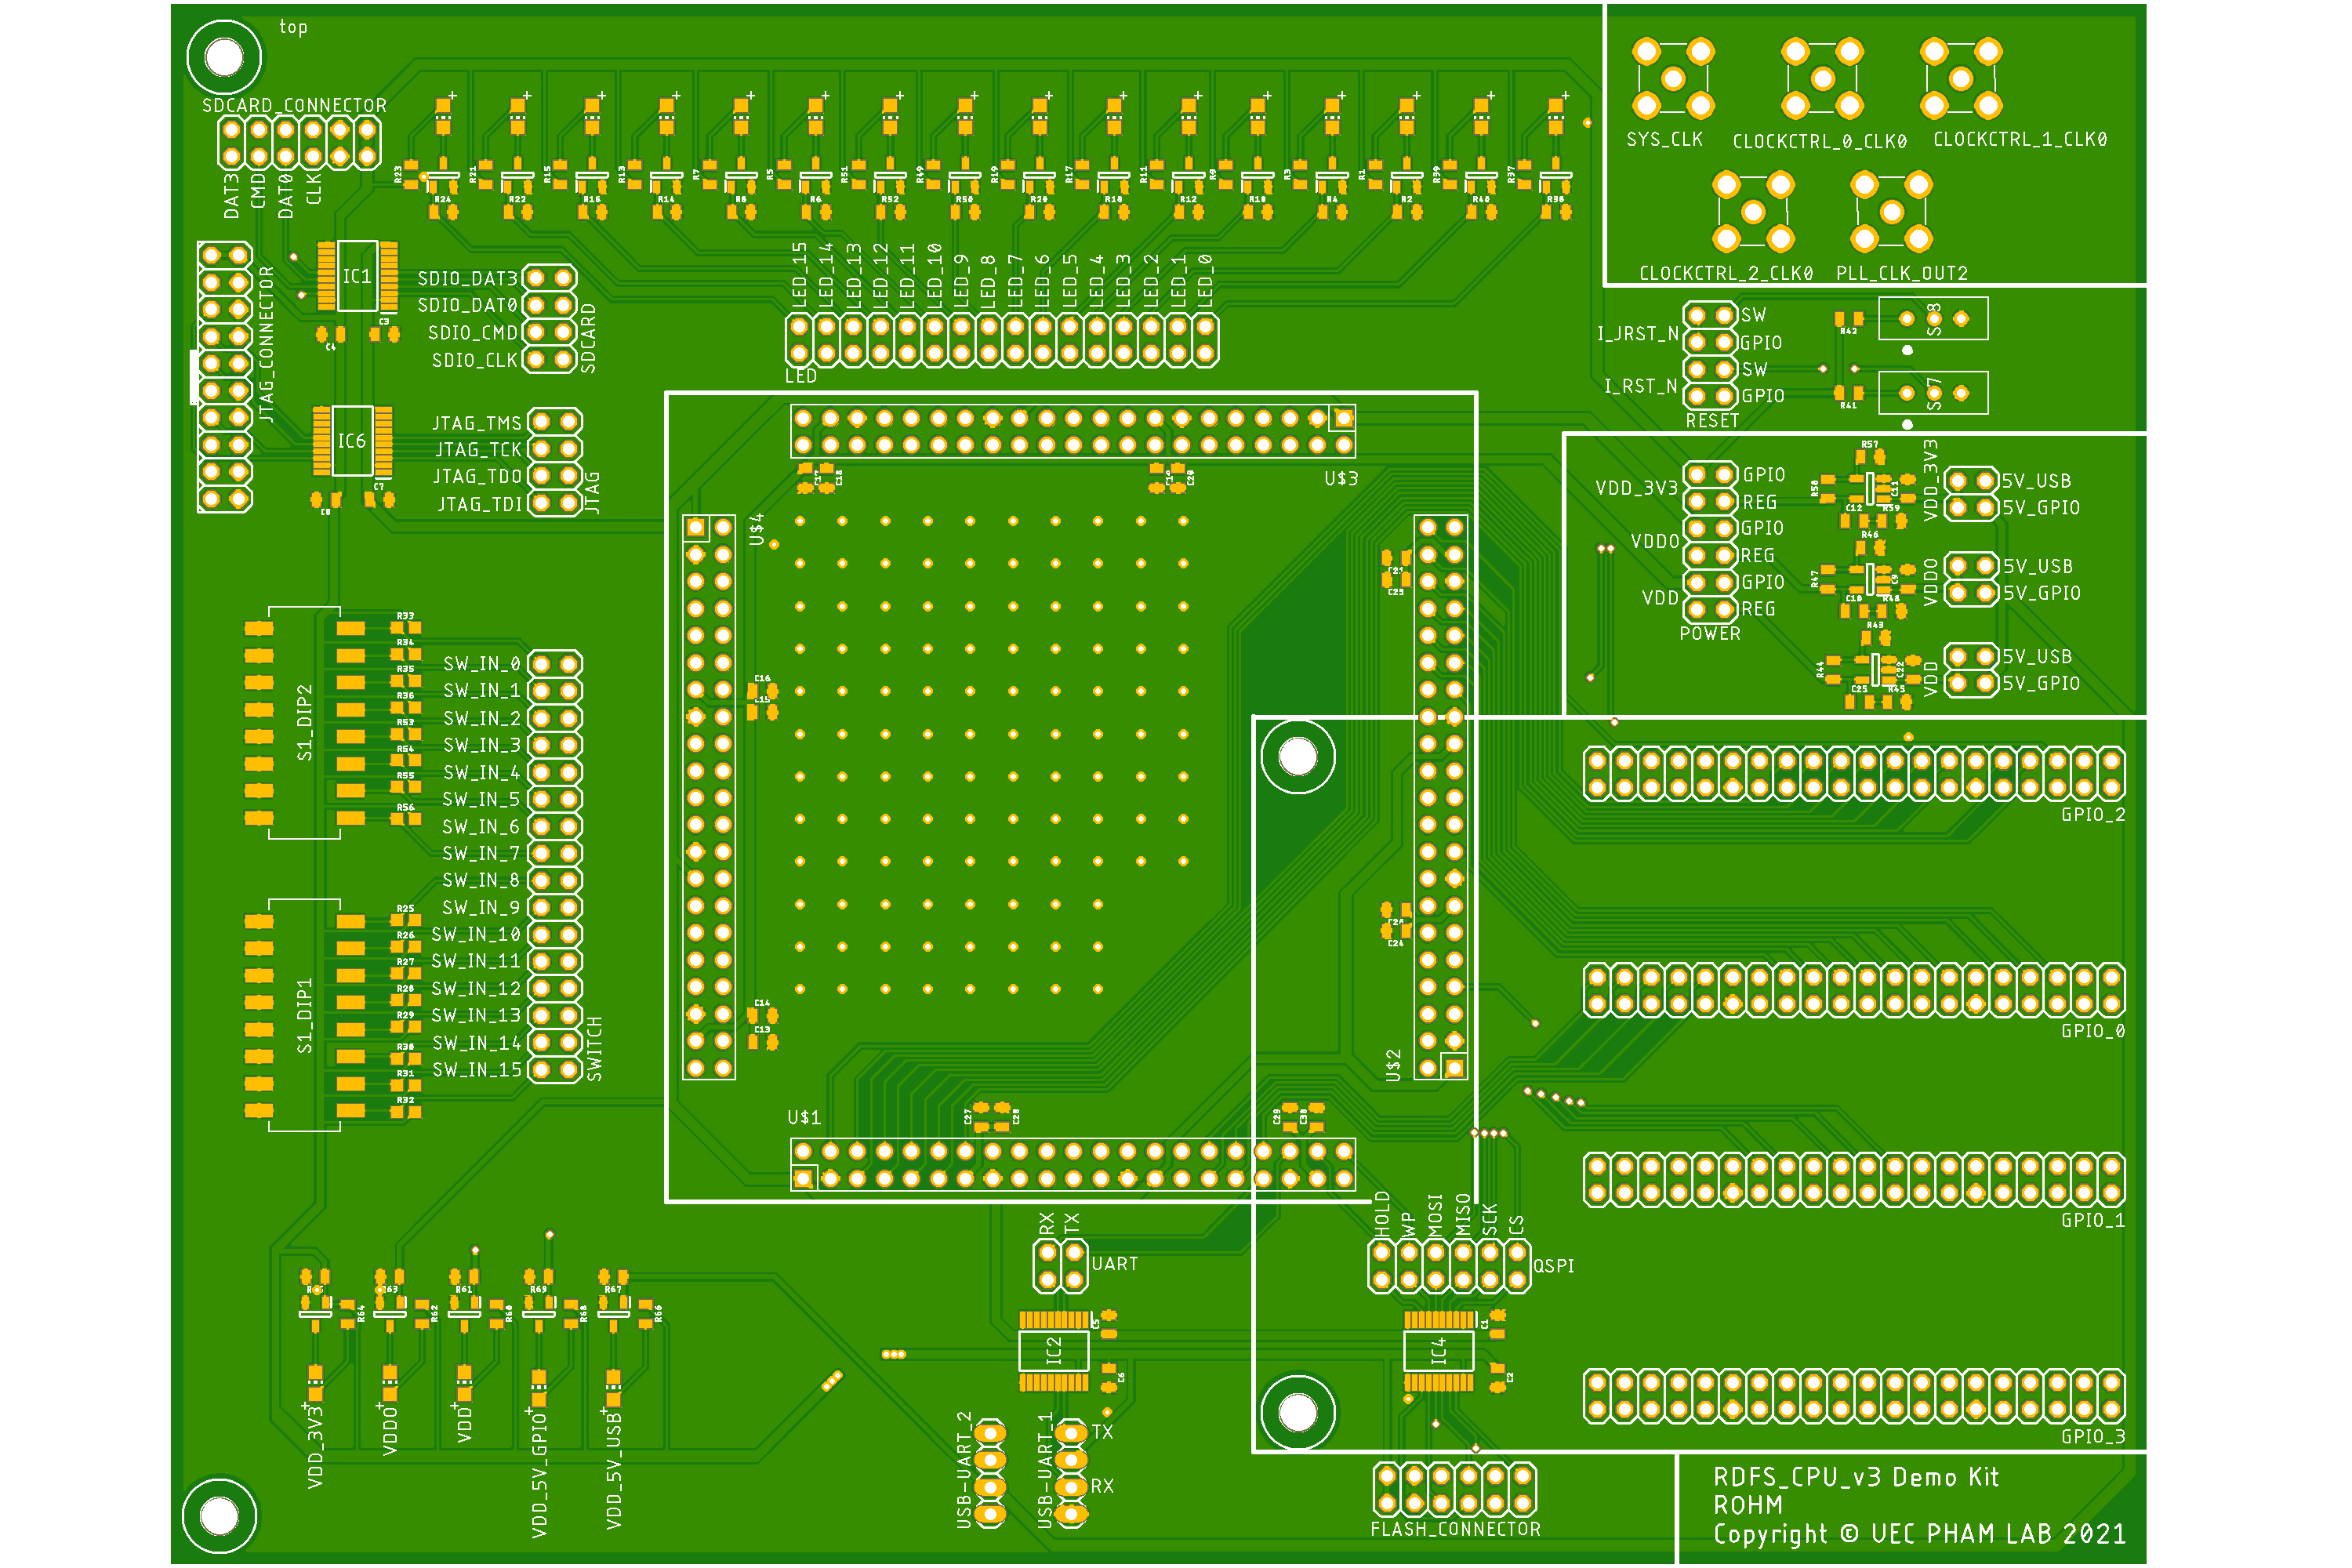 top
SDCARD_CONNECTOR
DAT3
CMD
DAT0
CLK
R23
R21
R15
R13
R7
R5
R51
R49
R19
R17
R11
R9
R3
R1
R39
R37
R24
R22
R16
R14
R8
R6
R52
R50
R20
R18
R12
R10
R4
R2
R40
R38
SYS_CLK
CLOCKCTRL_0_CLK0
CLOCKCTRL_1_CLK0
CLOCKCTRL_2_CLK0
PLL_CLK_OUT2
JTAG_CONNECTOR
IC1
C3
C4
SDIO_DAT3
SDIO_DAT0
SDIO_CMD
SDIO_CLK
SDCARD
LED_15
LED_14
LED_13
LED_12
LED_11
LED_10
LED_9
LED_8
LED_7
LED_6
LED_5
LED_4
LED_3
LED_2
LED_1
LED_0
LED
I_JRST_N
SW
GPIO
I_RST_N
SW
GPIO
RESET
R42
S8
R41
S7
IC6
C7
C8
JTAG_TMS
JTAG_TCK
JTAG_TDO
JTAG_TDI
JTAG
U$3
C17
C18
C19
C20
U$4
VDD_3V3
GPIO
REG
VDDO
GPIO
REG
VDD
GPIO
REG
POWER
R57
R58
C11
C12
R59
VDD_3V3
5V_USB
5V_GPIO
R46
R47
C9
C10
R48
VDDO
5V_USB
5V_GPIO
R43
R44
C22
C25
R45
VDD
5V_USB
5V_GPIO
C21
C23
S1_DIP2
R33
R34
R35
R36
R53
R54
R55
R56
SW_IN_0
SW_IN_1
SW_IN_2
SW_IN_3
SW_IN_4
SW_IN_5
SW_IN_6
SW_IN_7
SW_IN_8
SW_IN_9
SW_IN_10
SW_IN_11
SW_IN_12
SW_IN_13
SW_IN_14
SW_IN_15
SWITCH
S1_DIP1
R25
R26
R27
R28
R29
R30
R31
R32
C16
C15
C14
C13
C26
C24
U$2
GPIO_2
GPIO_0
GPIO_1
GPIO_3
U$1
C27
C28
C29
C30
RX
TX
UART
HOLD
WP
MOSI
MISO
SCK
CS
QSPI
R63
R61
R69
R67
R64
R62
R60
R68
R66
VDD_3V3
VDDO
VDD
VDD_5V_GPIO
VDD_5V_USB
IC2
C5
C6
IC4
C1
C2
USB-UART_2
USB-UART_1
TX
RX
FLASH_CONNECTOR
RDFS_CPU_v3 Demo Kit
ROHM
Copyright © UEC PHAM LAB 2021